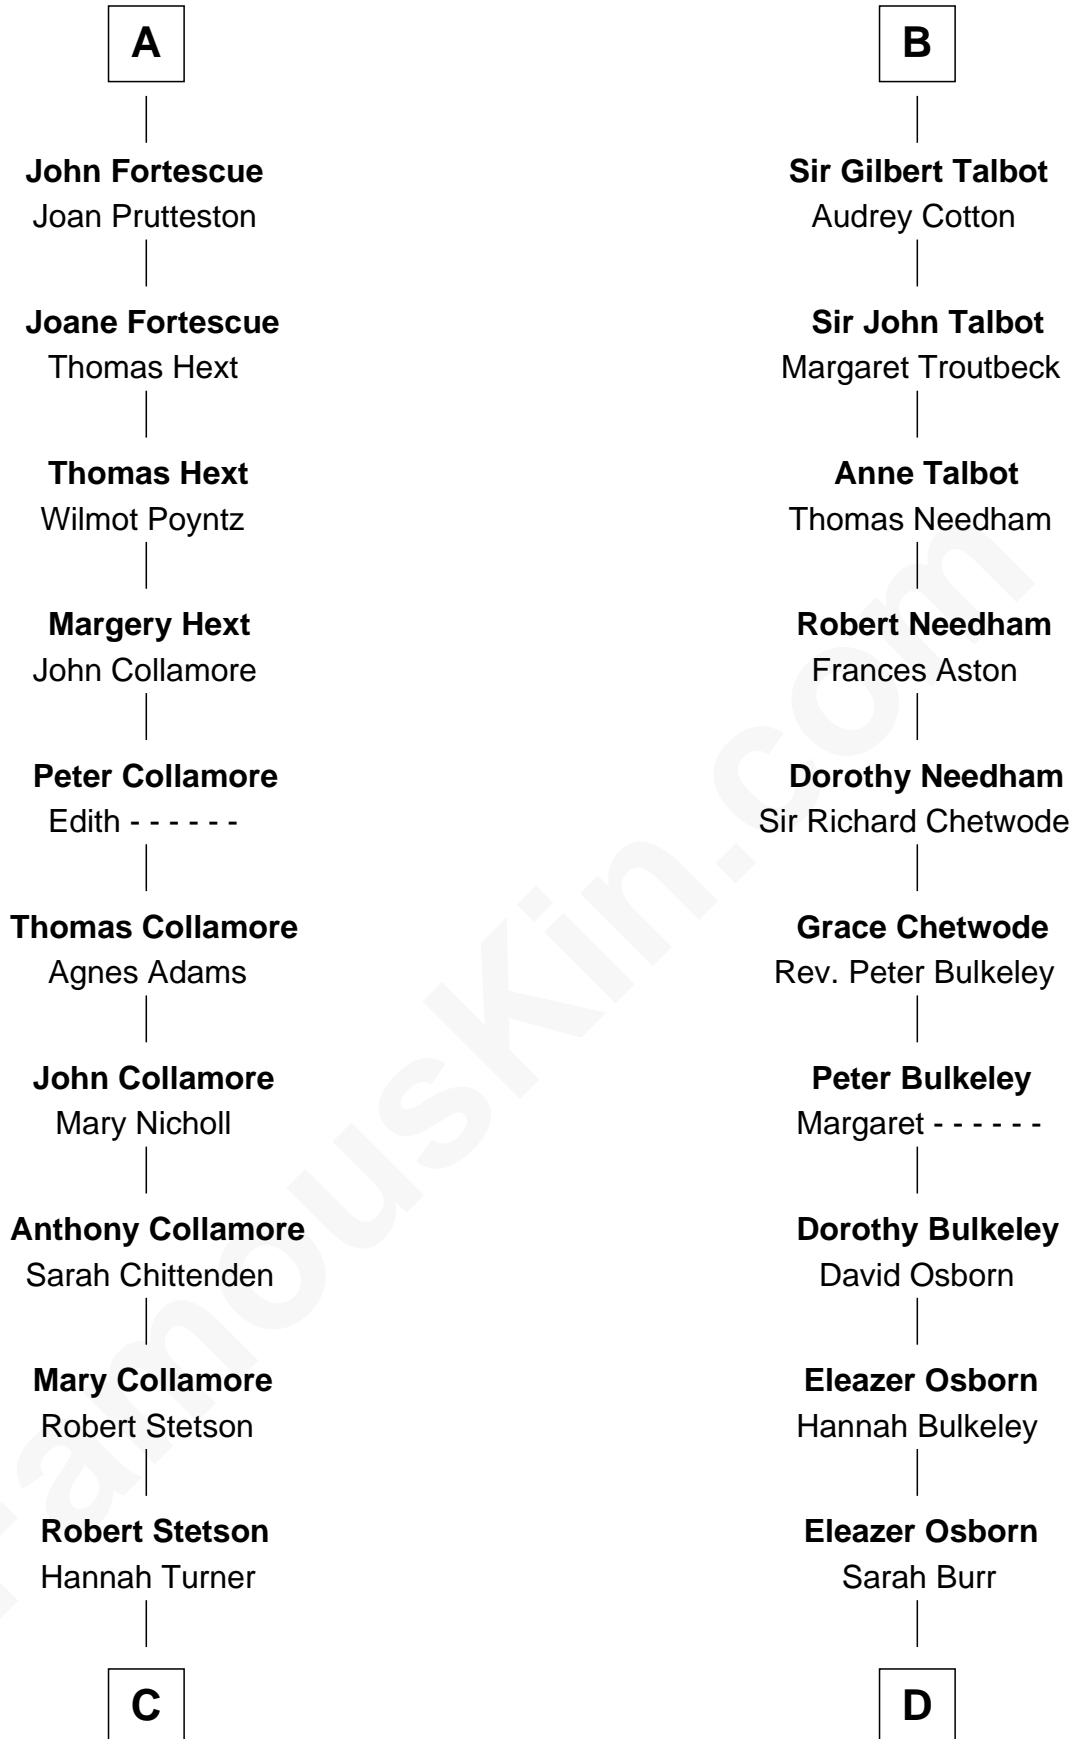 A
John Fortescue
Joan Prutteston
Joane Fortescue
Thomas Hext
Thomas Hext
Wilmot Poyntz
Margery Hext
John Collamore
Peter Collamore
Edith - - - - - -
Thomas Collamore
Agnes Adams
John Collamore
Mary Nicholl
Anthony Collamore
Sarah Chittenden
Mary Collamore
Robert Stetson
Robert Stetson
Hannah Turner
C
B
Sir Gilbert Talbot
Audrey Cotton
Sir John Talbot
Margaret Troutbeck
Anne Talbot
Thomas Needham
Robert Needham
Frances Aston
Dorothy Needham
Sir Richard Chetwode
Grace Chetwode
Rev. Peter Bulkeley
Peter Bulkeley
Margaret - - - - - -
Dorothy Bulkeley
David Osborn
Eleazer Osborn
Hannah Bulkeley
Eleazer Osborn
Sarah Burr
D
FamousKin.com